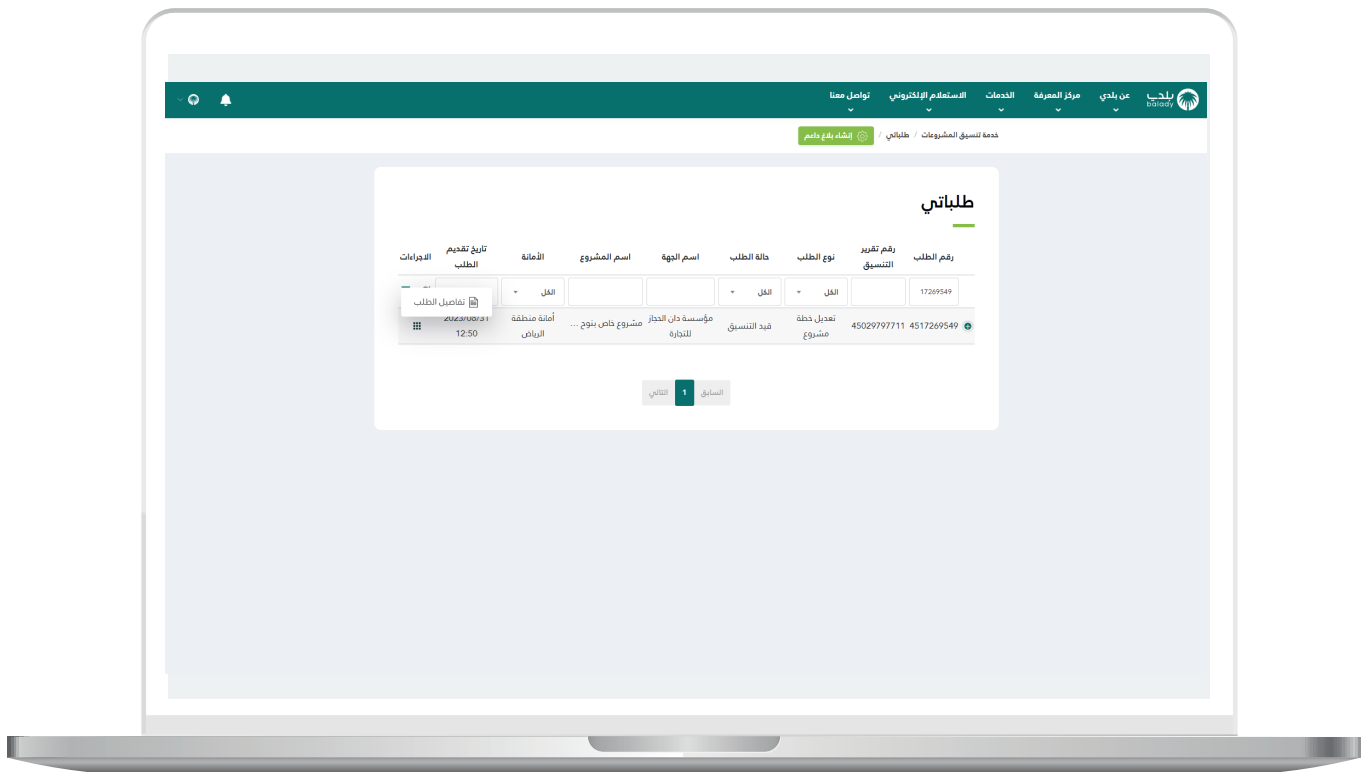 بلدي
balady
عن بلدي
مركز المعرفة
الخدمات
الاستعلام الإلكتروني
تواصل معنا
خدمة تنسيق المشروعات / طلباتي / إنشاء بلاغ داعم
طلباتي
رقم الطلب
رقم تقرير التنسيق
نوع الطلب
حالة الطلب
اسم الجهة
اسم المشروع
الأمانة
تاريخ تقديم الطلب
الاجراءات
17269549
الكل
الكل
الكل
تفاصيل الطلب
4517269549
45029797711
تعديل خطة مشروع
قيد التنسيق
مؤسسة دان الحجاز للتجارة
مشروع خاص بنوح ...
أمانة منطقة الرياض
2023/08/31 12:50
السابق 1 التالي